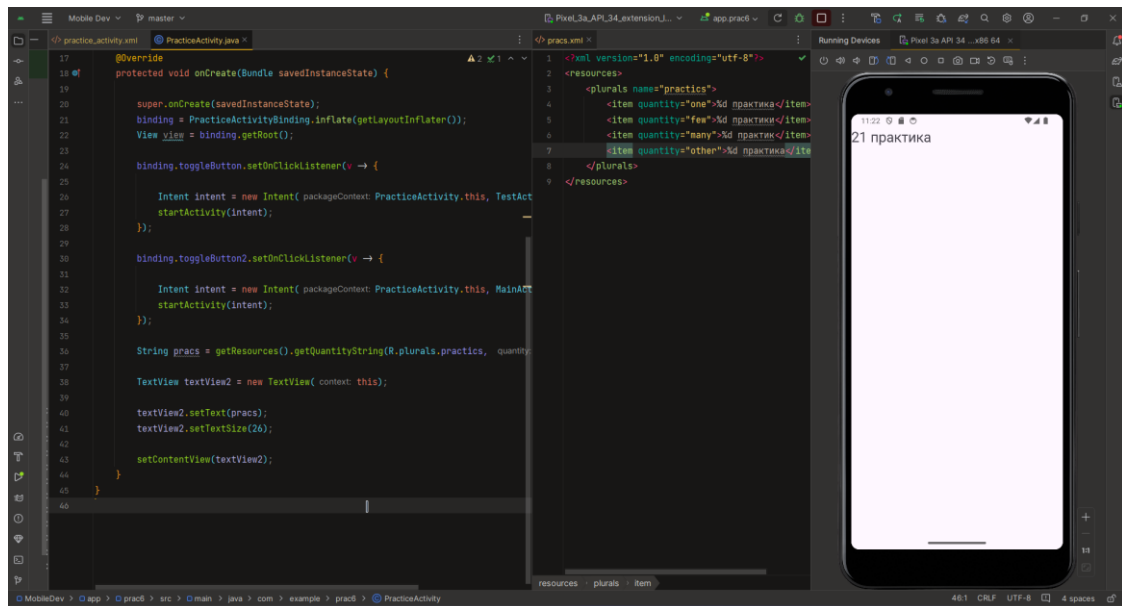 Mobile Dev
master
Pixel_3a_API_34_extension_l...
app.prac6
practice_activity.xml
PracticeActivity.java
pracs.xml
Running Devices
Pixel 3a API 34 ...x86 64
2 1
17 @Override
18 protected void onCreate(Bundle savedInstanceState) {
19
20 super.onCreate(savedInstanceState);
21 binding = PracticeActivityBinding.inflate(getLayoutInflater());
22 View view = binding.getRoot();
23
24 binding.toggleButton.setOnClickListener(v → {
25
26 Intent intent = new Intent( packageContext: PracticeActivity.this, TestAct
27 startActivity(intent);
28 });
29
30 binding.toggleButton2.setOnClickListener(v → {
31
32 Intent intent = new Intent( packageContext: PracticeActivity.this, MainAct
33 startActivity(intent);
34 });
35
36 String pracs = getResources().getQuantityString(R.plurals.practics, quantity:
37
38 TextView textView2 = new TextView( context: this);
39
40 textView2.setText(pracs);
41 textView2.setTextSize(26);
42
43 setContentView(textView2);
44 }
45 }
46
1 <?xml version="1.0" encoding="utf-8"?>
2 <resources>
3 <plurals name="practics">
4 <item quantity="one">%d практика</item>
5 <item quantity="few">%d практики</item>
6 <item quantity="many">%d практик</item>
7 <item quantity="other">%d практика</ite
8 </plurals>
9 </resources>
resources › plurals › item
11:22
21 практика
1:1
MobileDev > app > prac6 > src > main > java > com > example > prac6 > PracticeActivity
46:1 CRLF UTF-8 4 spaces